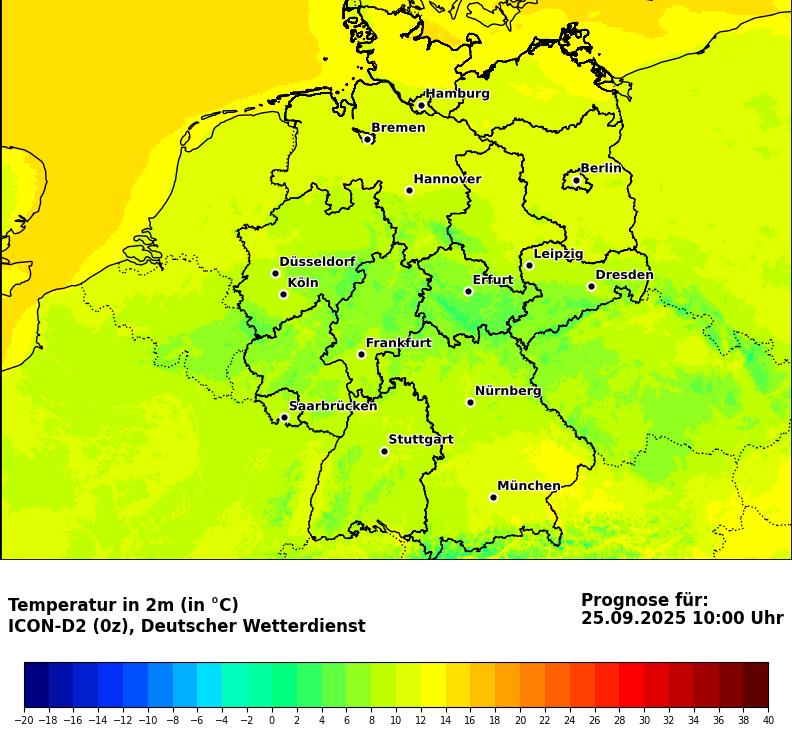 Hamburg
Bremen
Berlin
Hannover
Leipzig
Düsseldorf
Dresden
Köln
Erfurt
Frankfurt
Nürnberg
Saarbrücken
Stuttgart
München
Temperatur in 2m (in °C)
ICON-D2 (0z), Deutscher Wetterdienst
Prognose für:
25.09.2025 10:00 Uhr
−20 −18 −16 −14 −12 −10 −8 −6 −4 −2 0 2 4 6 8 10 12 14 16 18 20 22 24 26 28 30 32 34 36 38 40